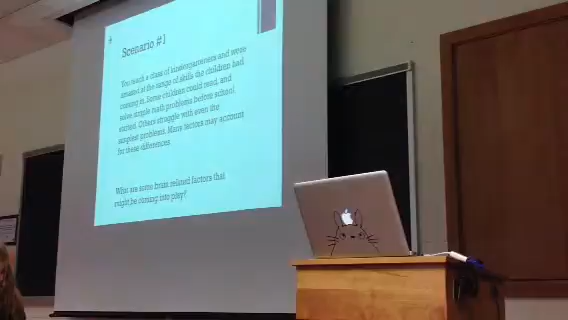 Scenario #1
You teach a class of kindergarteners and were
amazed at the range of skills the children had
coming in. Some children could read, and
solve simple math problems before school
started. Others struggle with even the
simplest problems. Many factors may account
for these differences.
What are some brain related factors that
might be coming into play?